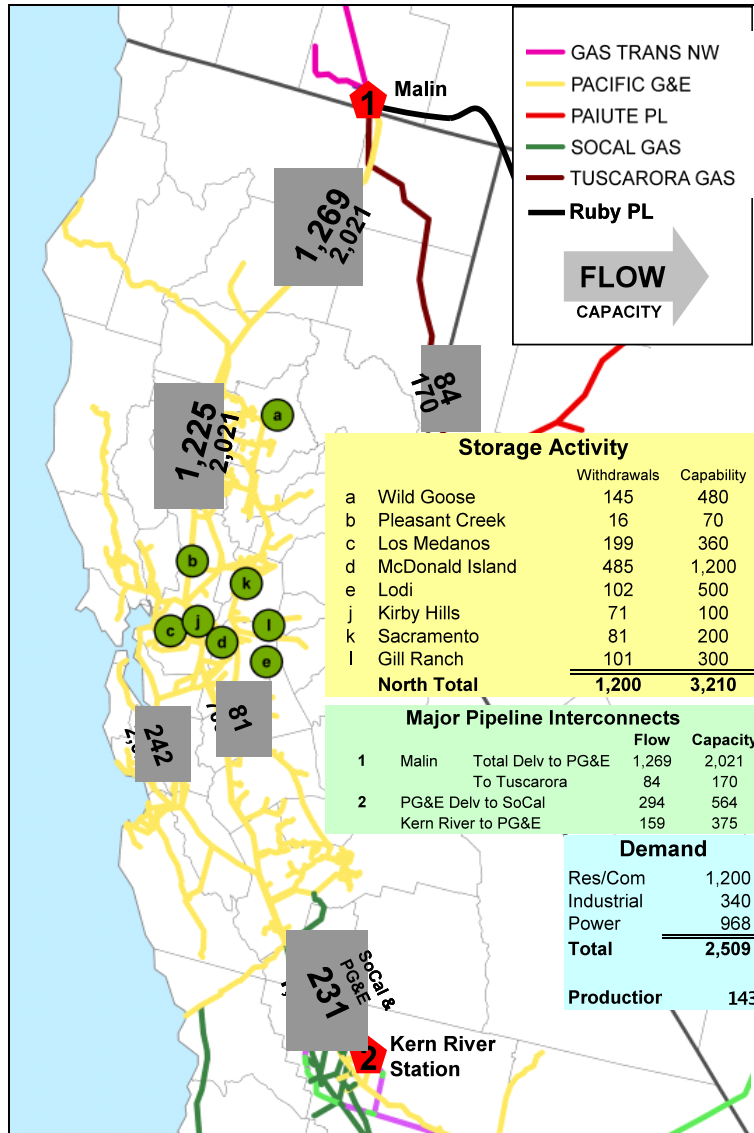 GAS TRANS NW
PACIFIC G&E
PAIUTE PL
SOCAL GAS
TUSCARORA GAS
Ruby PL
FLOW
CAPACITY
1 Malin
1,269
2,021
84
170
1,225
2,021
a
b
k
c
j
d
l
e
Storage Activity
Withdrawals Capability
a Wild Goose 145 480
b Pleasant Creek 16 70
c Los Medanos 199 360
d McDonald Island 485 1,200
e Lodi 102 500
j Kirby Hills 71 100
k Sacramento 81 200
l Gill Ranch 101 300
North Total 1,200 3,210
81
242
Major Pipeline Interconnects
Flow Capacity
1 Malin Total Delv to PG&E 1,269 2,021
To Tuscarora 84 170
2 PG&E Delv to SoCal 294 564
Kern River to PG&E 159 375
Demand
Res/Com 1,200
Industrial 340
Power 968
Total 2,509
Production 143
231
SoCal &
PG&E
2 Kern River
Station